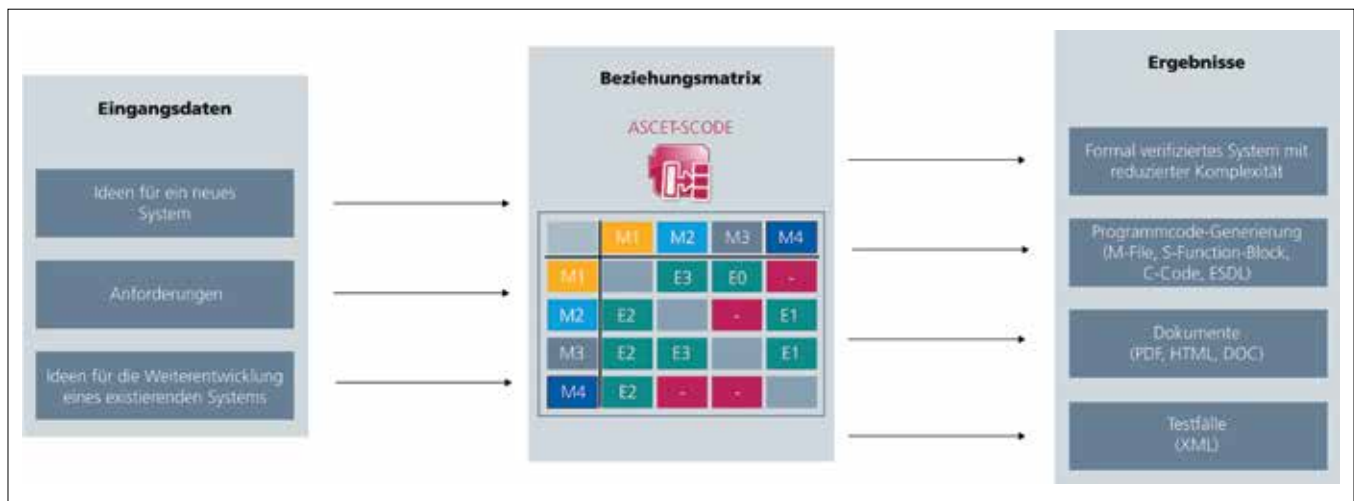 Eingangsdaten
Ideen für ein neues
System
Anforderungen
Ideen für die Weiterentwicklung
eines existierenden Systems
Beziehungsmatrix
ASCET-SCODE
M1 M2 M3 M4
M1 E3 E0 -
M2 E2 - E1
M3 E2 E3 E1
M4 E2 - -
Ergebnisse
Formal verifiziertes System mit
reduzierter Komplexität
Programmcode-Generierung
(M-File, S-Function-Block,
C-Code, ESDL)
Dokumente
(PDF, HTML, DOC)
Testfälle
(XML)